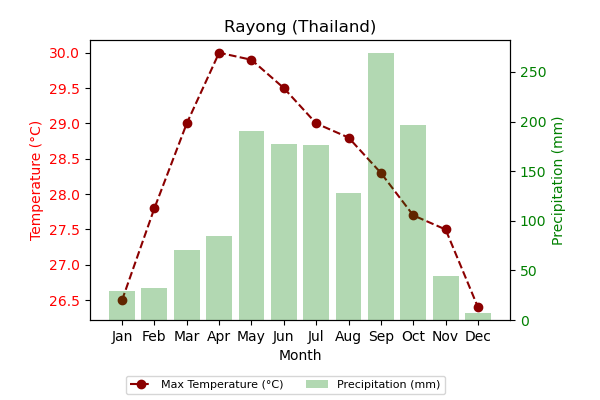 Rayong (Thailand)
30.0
29.5
29.0
28.5
28.0
27.5
27.0
26.5
Temperature (°C)
250
200
150
100
50
0
Precipitation (mm)
Jan Feb Mar Apr May Jun Jul Aug Sep Oct Nov Dec
Month
Max Temperature (°C) Precipitation (mm)